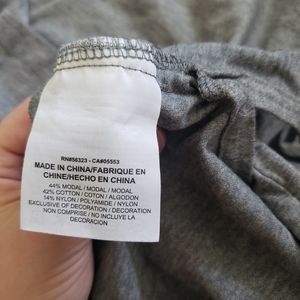 RN#56323 - CA#05553
MADE IN CHINA/FABRIQUE EN
CHINE/HECHO EN CHINA
44% MODAL / MODAL / MODAL
42% COTTON / COTON / ALGODON
14% NYLON / POLYAMIDE / NYLON
EXCLUSIVE OF DECORATION / DECORATION
NON COMPRISE / NO INCLUYE LA
DECORACION